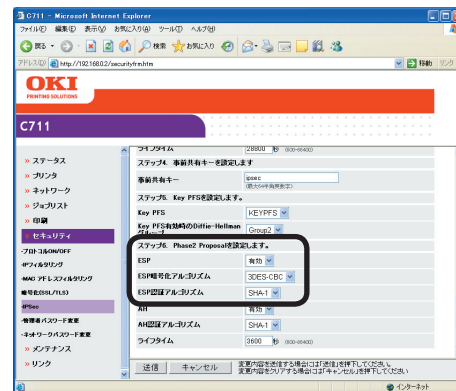 C711 - Microsoft Internet Explorer
ファイル(F) 編集(E) 表示(V) お気に入り(A) ツール(T) ヘルプ(H)
戻る 検索 お気に入り
アドレス(D) http://192.168.0.2/securityfrn.htm 移動 リンク
OKI
PRINTING SOLUTIONS
C711
ステータス
プリンタ
ネットワーク
ジョブリスト
印刷
セキュリティ
プロトコルON/OFF
IPフィルタリング
MAC アドレスフィルタリング
暗号化(SSL/TLS)
IPSec
管理者パスワード変更
ネットワークパスワード変更
メンテナンス
リンク
ライフタイム 28800 秒 (600-86400)
ステップ4. 事前共有キーを設定します
事前共有キー ipsec
(最大64半角英数字)
ステップ5. Key PFSを設定します。
Key PFS KEYPFS
Key PFS有効時のDiffie-Hellman
グループ Group2
ステップ6. Phase2 Proposalを設定します。
ESP 有効
ESP暗号化アルゴリズム 3DES-CBC
ESP認証アルゴリズム SHA-1
AH 有効
AH認証アルゴリズム SHA-1
ライフタイム 3600 秒 (600-86400)
送信 キャンセル 変更内容を送信する場合には「送信」を押下してください。
変更内容をクリアする場合には「キャンセル」を押下してください
インターネット